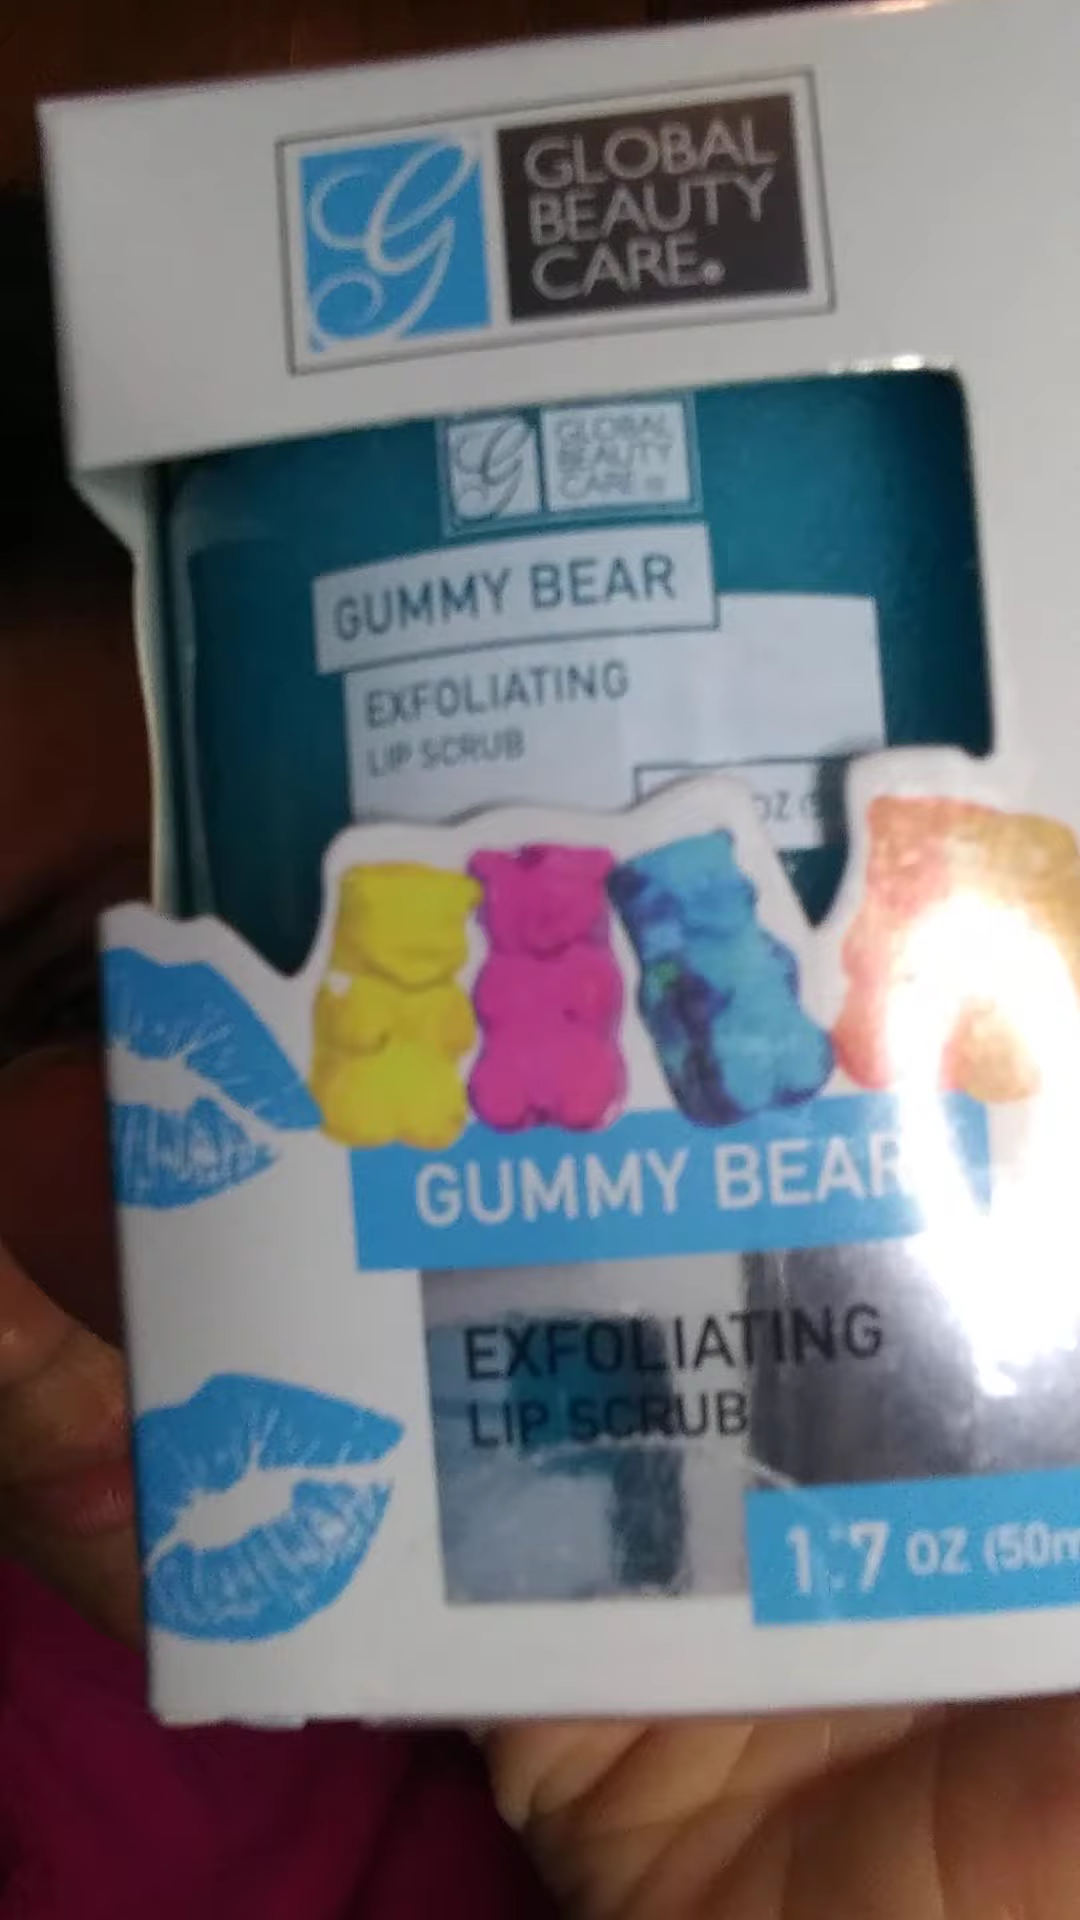 G
GLOBAL
BEAUTY
CARE®
G
GLOBAL
BEAUTY
CARE®
GUMMY BEAR
EXFOLIATING
LIP SCRUB
OZ
GUMMY BEAR
EXFOLIATING
LIP SCRUB
1.7 OZ (50m